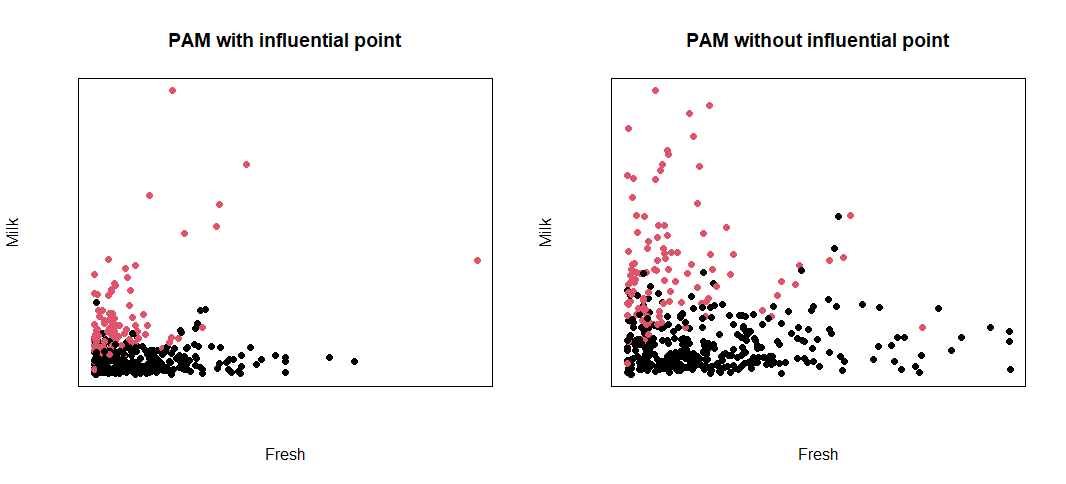 PAM with influential point
Milk
Fresh
PAM without influential point
Milk
Fresh